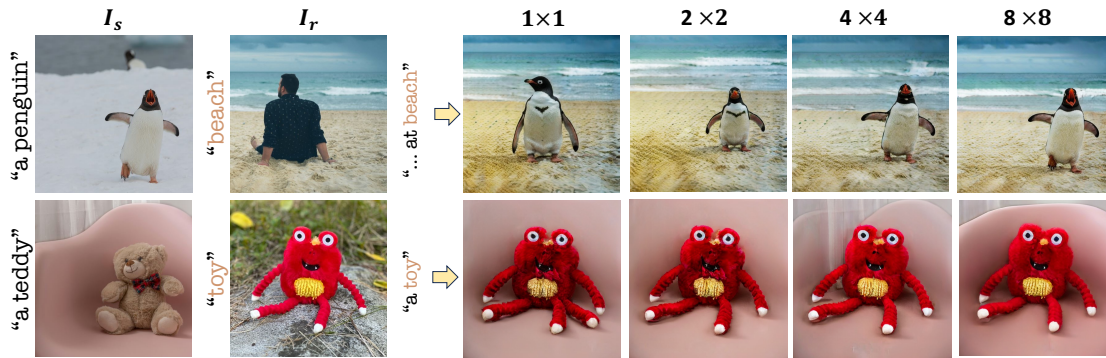 I_s I_r 1×1 2×2 4×4 8×8
“a penguin” “beach” “... at beach”
“a teddy” “toy” “a toy”